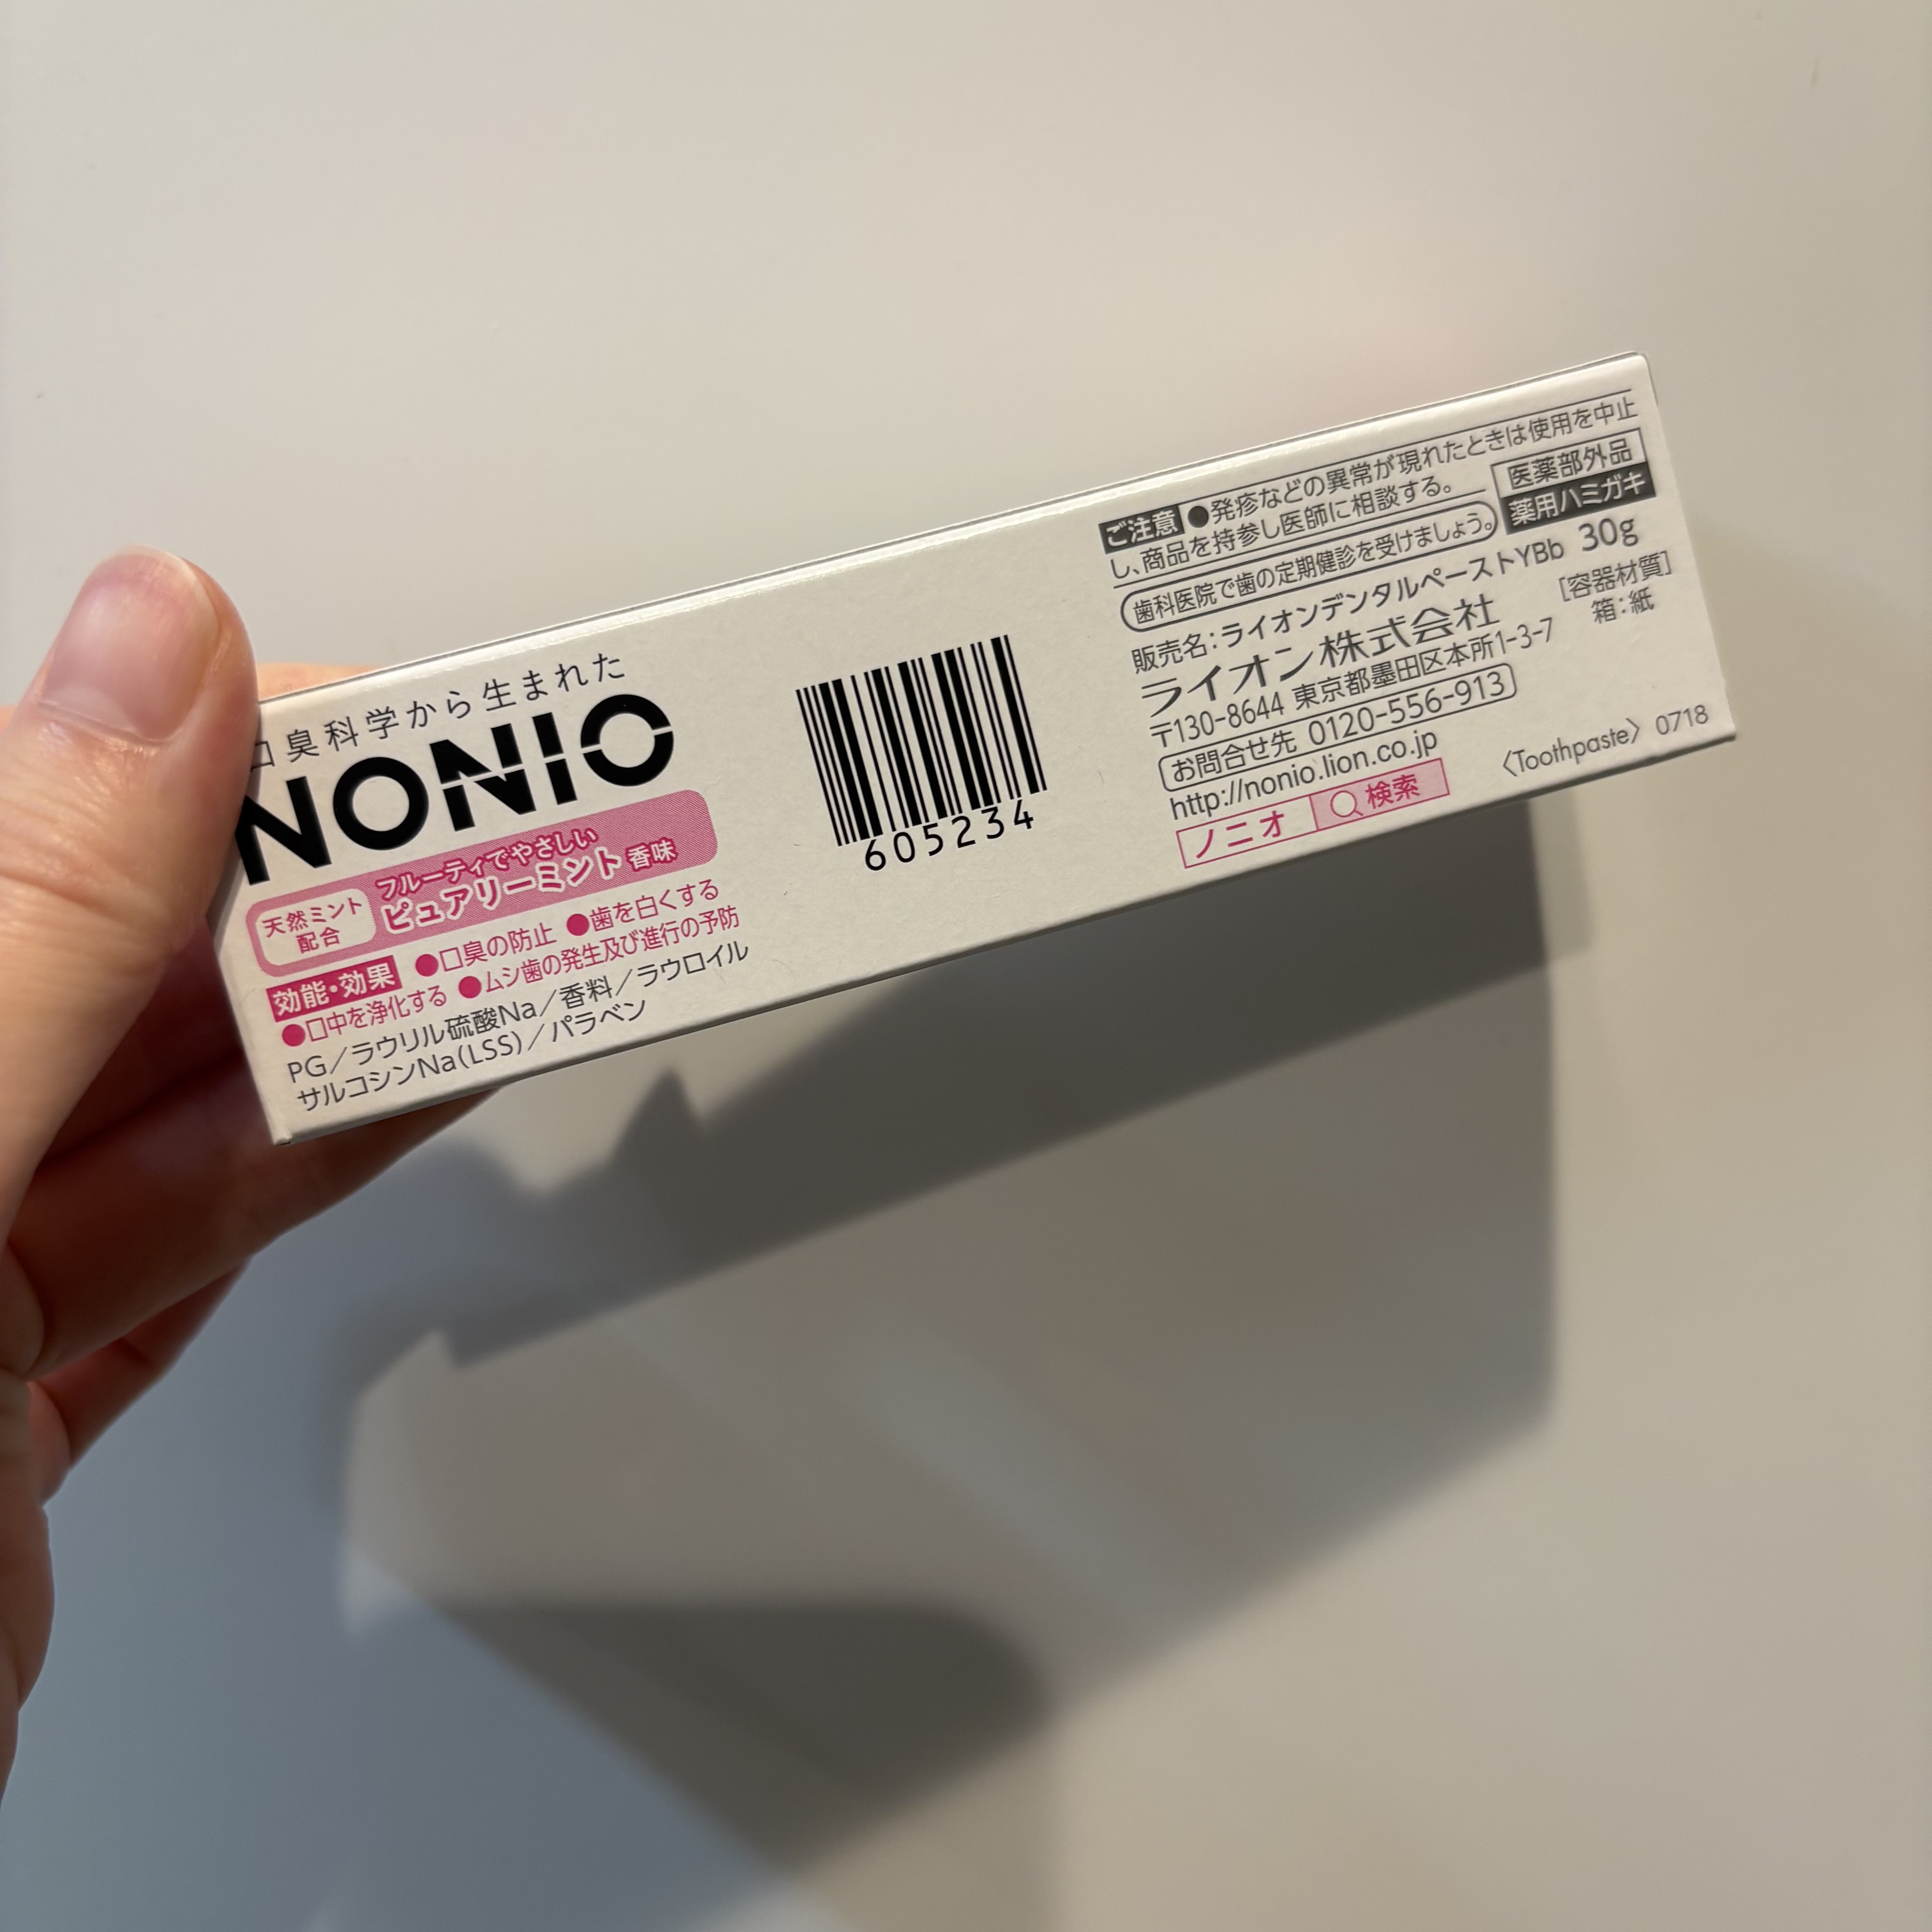 口臭科学から生まれた
NONIO
天然ミント
配合
フルーティでやさしい
ピュアリーミント 香味
効能・効果 ●口臭の防止 ●歯を白くする
●口中を浄化する ●ムシ歯の発生及び進行の予防
PG／ラウリル硫酸Na／香料／ラウロイル
サルコシンNa(LSS)／パラベン
605234
ご注意 ●発疹などの異常が現れたときは使用を中止
し、商品を持参し医師に相談する。
歯科医院で歯の定期健診を受けましょう。
医薬部外品
薬用ハミガキ
販売名：ライオンデンタルペーストYBb 30g
ライオン株式会社
〒130-8644 東京都墨田区本所1-3-7
[容器材質]
箱：紙
お問合せ先 0120-556-913
http://nonio.lion.co.jp
ノニオ 検索
〈Toothpaste〉 0718